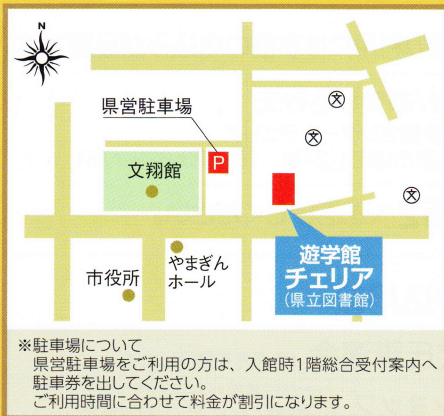 N
県営駐車場
P
文翔館
文
文
文
遊学館
チェリア
(県立図書館)
やまぎん
ホール
市役所
※駐車場について
県営駐車場をご利用の方は、入館時1階総合受付案内へ
駐車券を出してください。
ご利用時間に合わせて料金が割引になります。